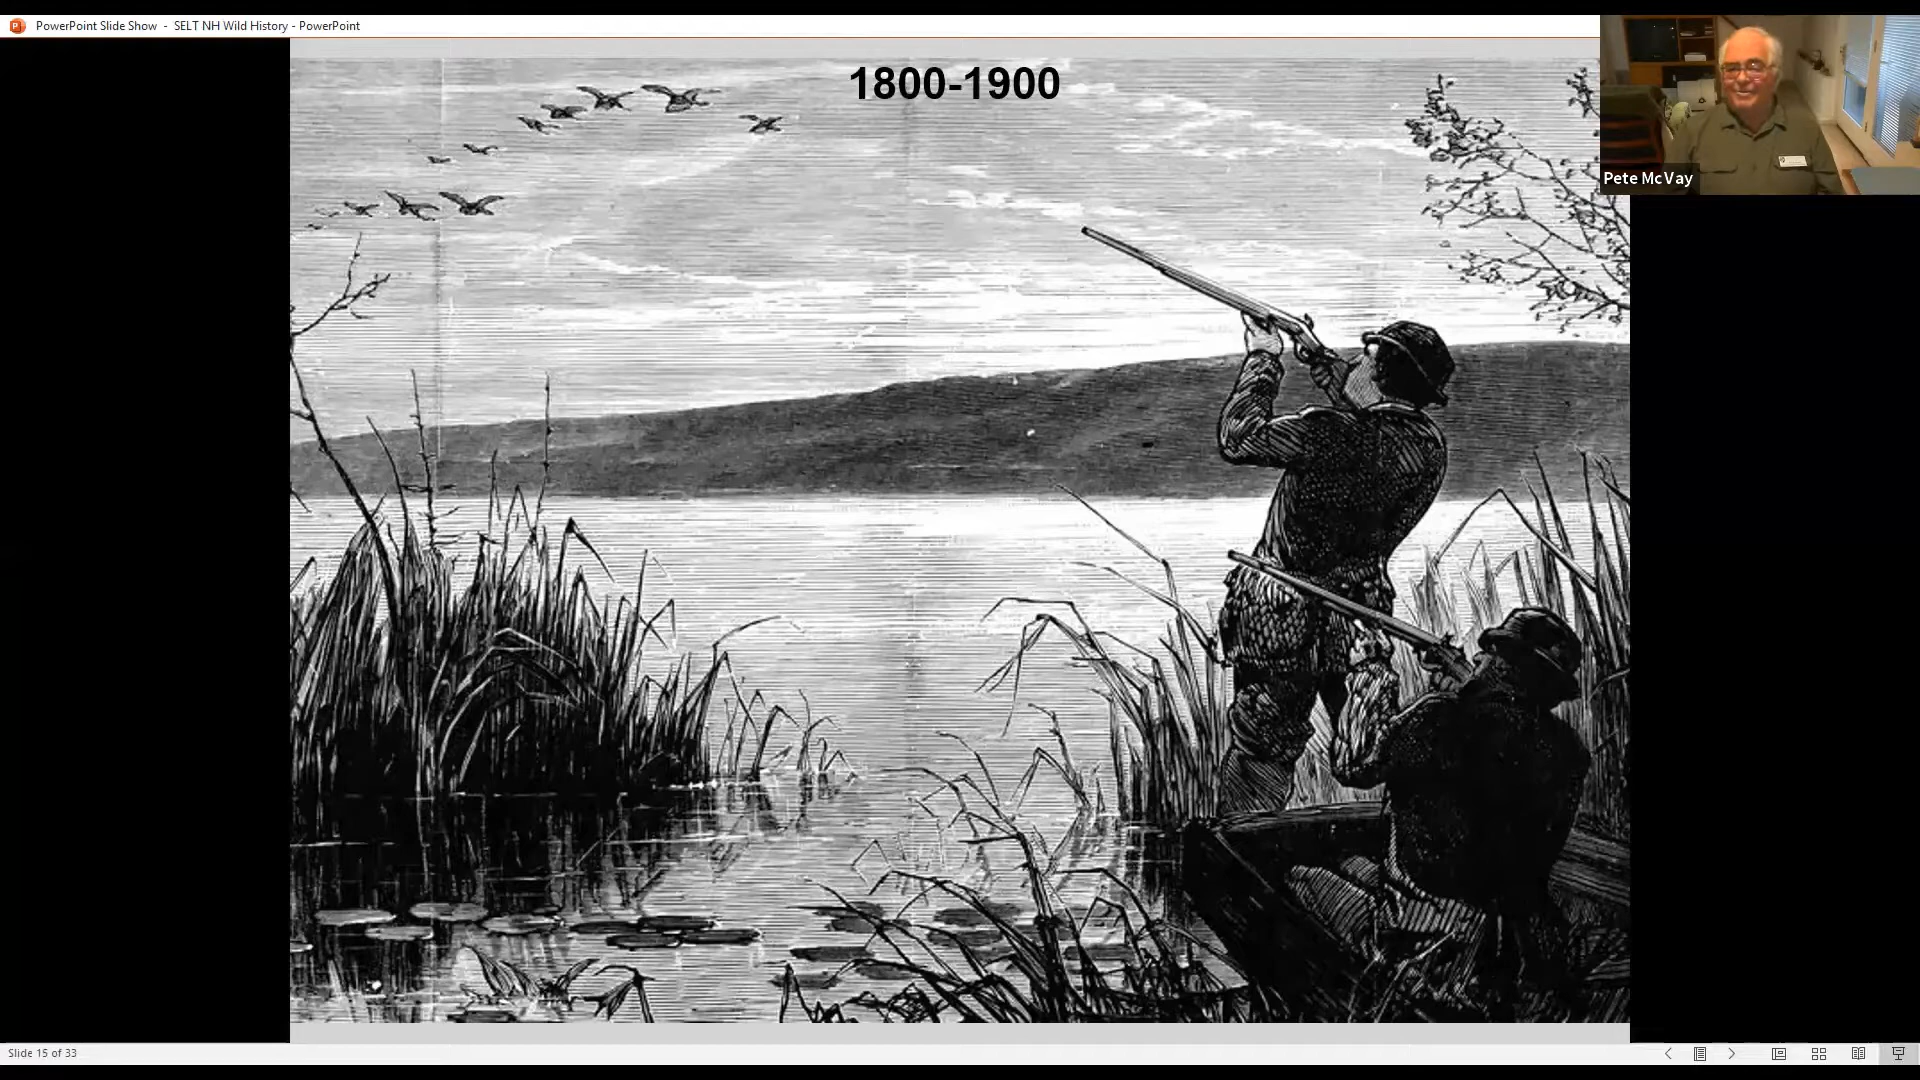 PowerPoint Slide Show - SELT NH Wild History - PowerPoint
1800-1900
Pete McVay
Slide 15 of 33